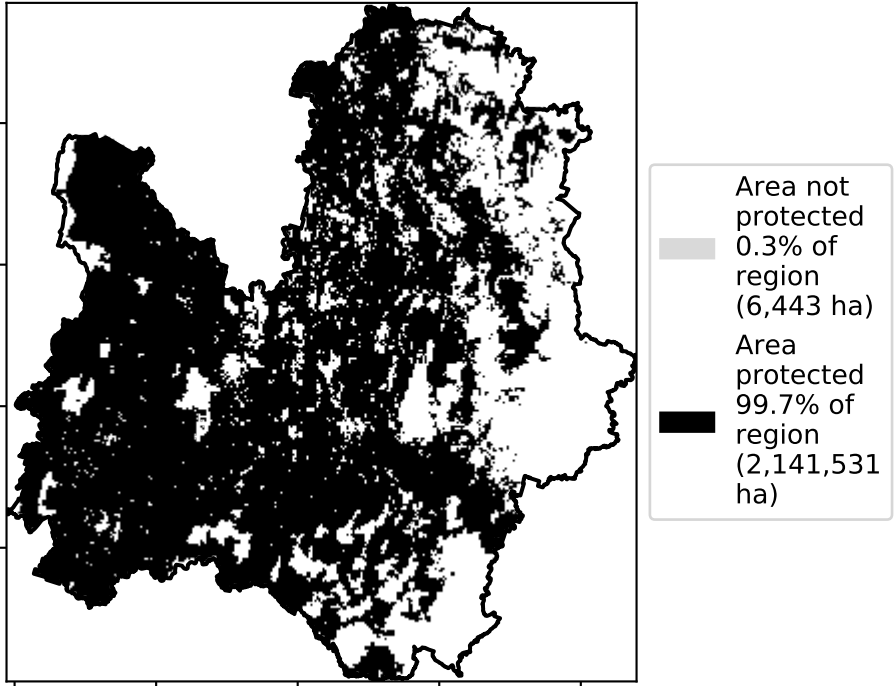 Area not
protected
0.3% of
region
(6,443 ha)
Area
protected
99.7% of
region
(2,141,531
ha)